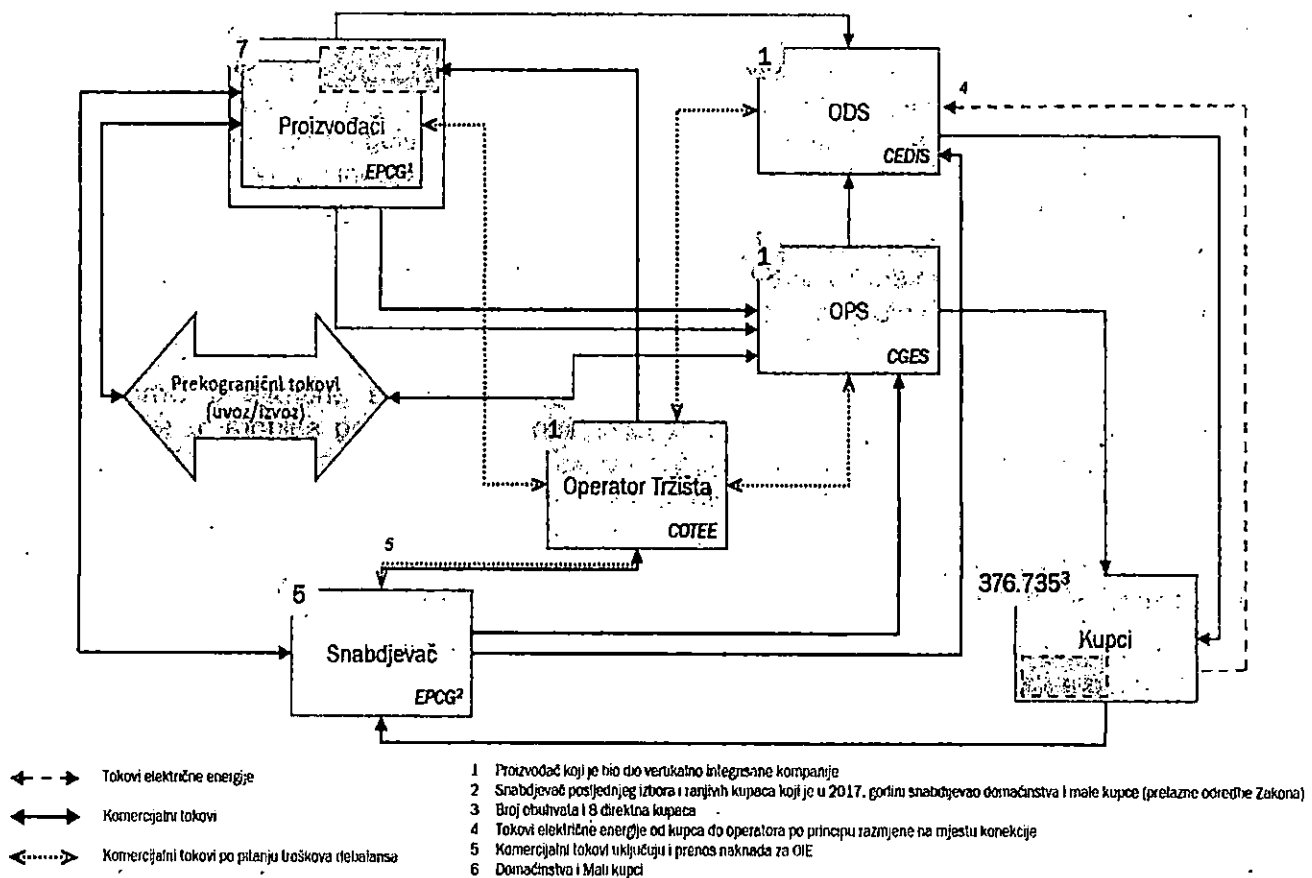 7
Proizvođači
EPCG¹
1
ODS
CEDIS
4
1
OPS
CGES
Prekogranični tokovi
(uvoz/izvoz)
1
Operator Tržišta
COTEE
5
5
Snabdjevač
EPCG²
376.735³
Kupci
Tokovi električne energije
Komercijalni tokovi
Komercijalni tokovi po pitanju troškova debalansa
1 Proizvođač koji je bio dio vertikalno integrisane kompanije
2 Snabdjevač posljednjeg izbora i ranjivih kupaca koji je u 2017. godini snabdjevao domaćinstva i male kupce (prelazne odredbe Zakona)
3 Broj obuhvata i 8 direktna kupaca
4 Tokovi električne energije od kupca do operatora po principu razmjene na mjestu konekcije
5 Komercijalni tokovi uključuju i prenos naknada za OIE
6 Domaćinstva i Mali kupci